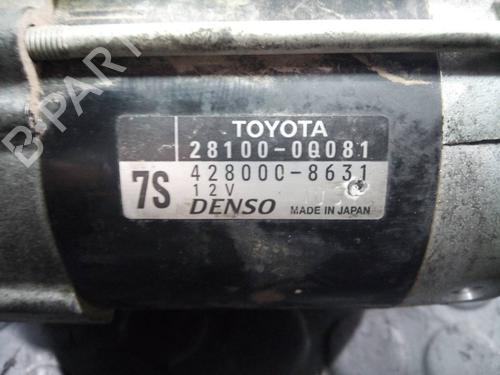 TOYOTA
28100-0Q081
7S 428000-8631
12V
DENSO MADE IN JAPAN
B-PARTS